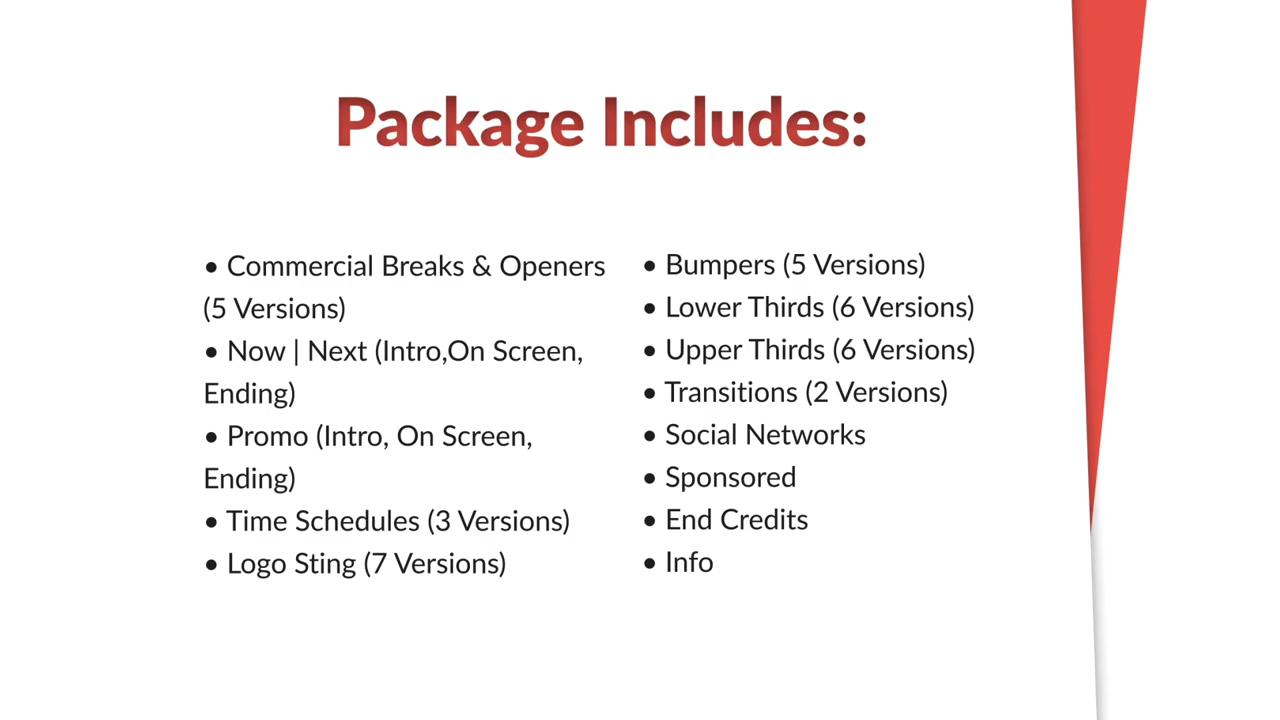 Package Includes:
• Commercial Breaks & Openers
(5 Versions)
• Now | Next (Intro,On Screen,
Ending)
• Promo (Intro, On Screen,
Ending)
• Time Schedules (3 Versions)
• Logo Sting (7 Versions)
• Bumpers (5 Versions)
• Lower Thirds (6 Versions)
• Upper Thirds (6 Versions)
• Transitions (2 Versions)
• Social Networks
• Sponsored
• End Credits
• Info